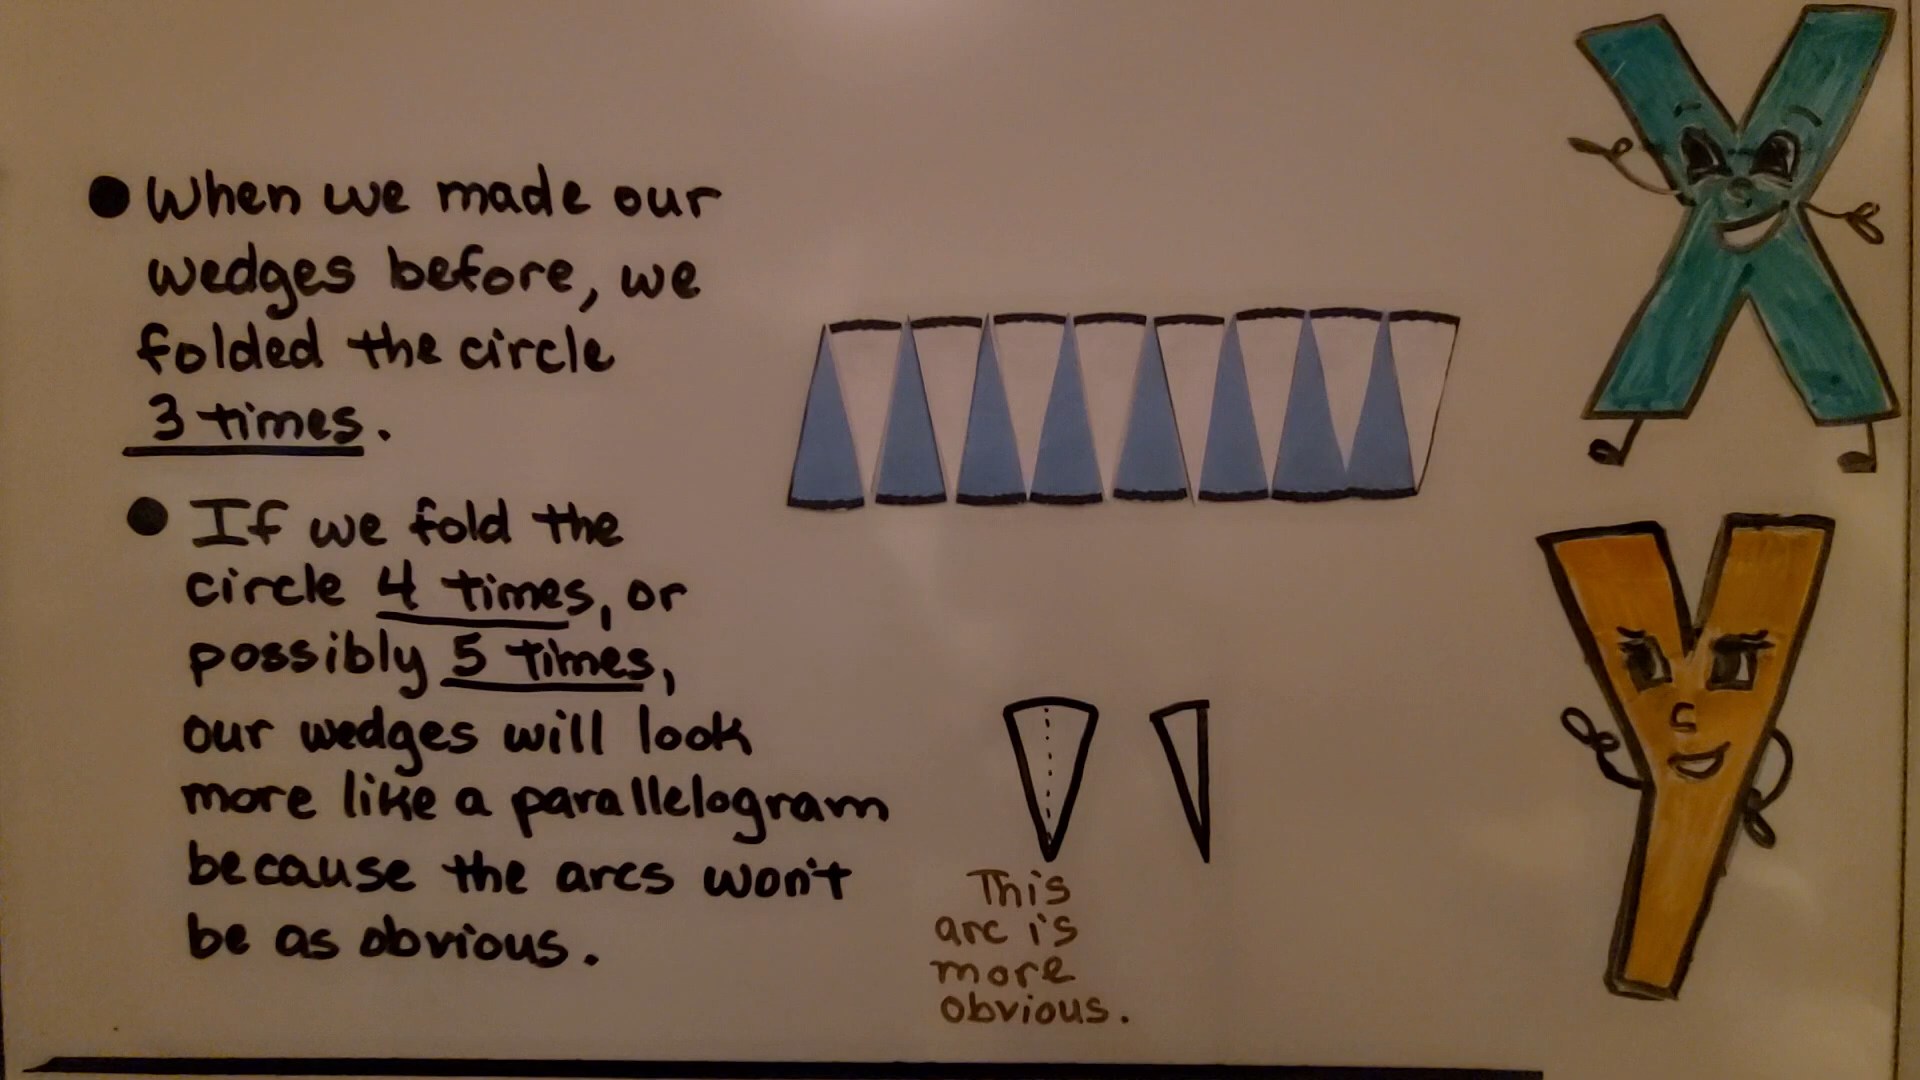 ● When we made our
wedges before, we
folded the circle
3 times.
● If we fold the
circle 4 times, or
possibly 5 times,
our wedges will look
more like a parallelogram
because the arcs won't
be as obvious.
This
arc is
more
obvious.
X
Y